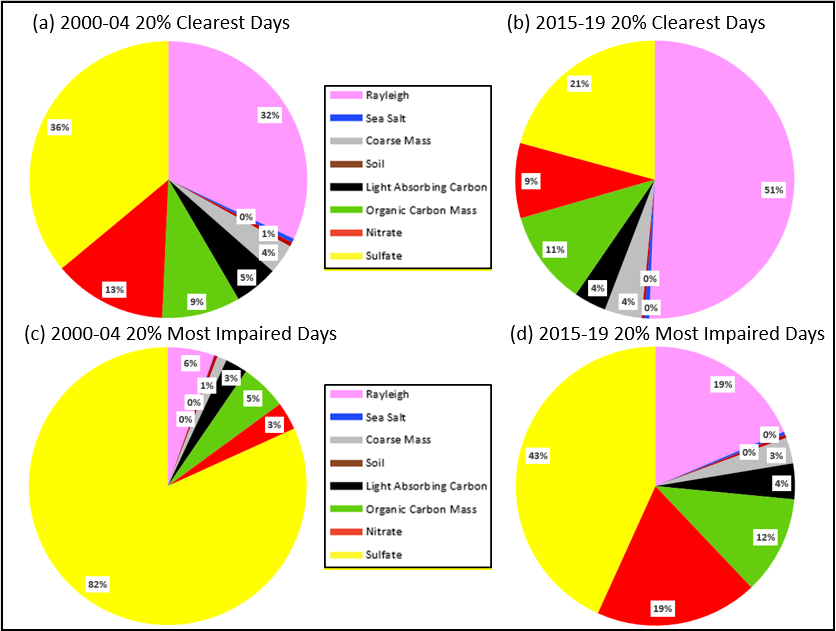 (a) 2000-04 20% Clearest Days
36%
32%
0%
1%
4%
5%
9%
13%
Rayleigh
Sea Salt
Coarse Mass
Soil
Light Absorbing Carbon
Organic Carbon Mass
Nitrate
Sulfate
(b) 2015-19 20% Clearest Days
21%
9%
51%
11%
4%
4%
0%
0%
(c) 2000-04 20% Most Impaired Days
6%
1%
3%
0%
0%
5%
3%
82%
Rayleigh
Sea Salt
Coarse Mass
Soil
Light Absorbing Carbon
Organic Carbon Mass
Nitrate
Sulfate
(d) 2015-19 20% Most Impaired Days
19%
43%
0%
0%
3%
4%
12%
19%